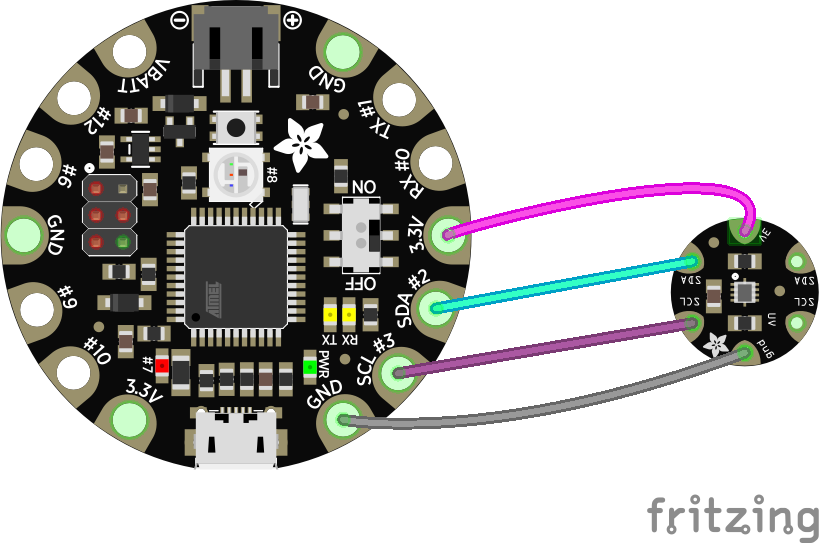 ⊖ ⊕
VBATT
GND
#12
TX #1
#6
#8
RX #0
ON
GND
3.3V
OFF
#9
SDA #2
ATMEL
TX RX
#10
#7
SCL #3
PWR
3.3V
GND
SDA
SDA
SCL
SCL
UV
gnd
fritzing